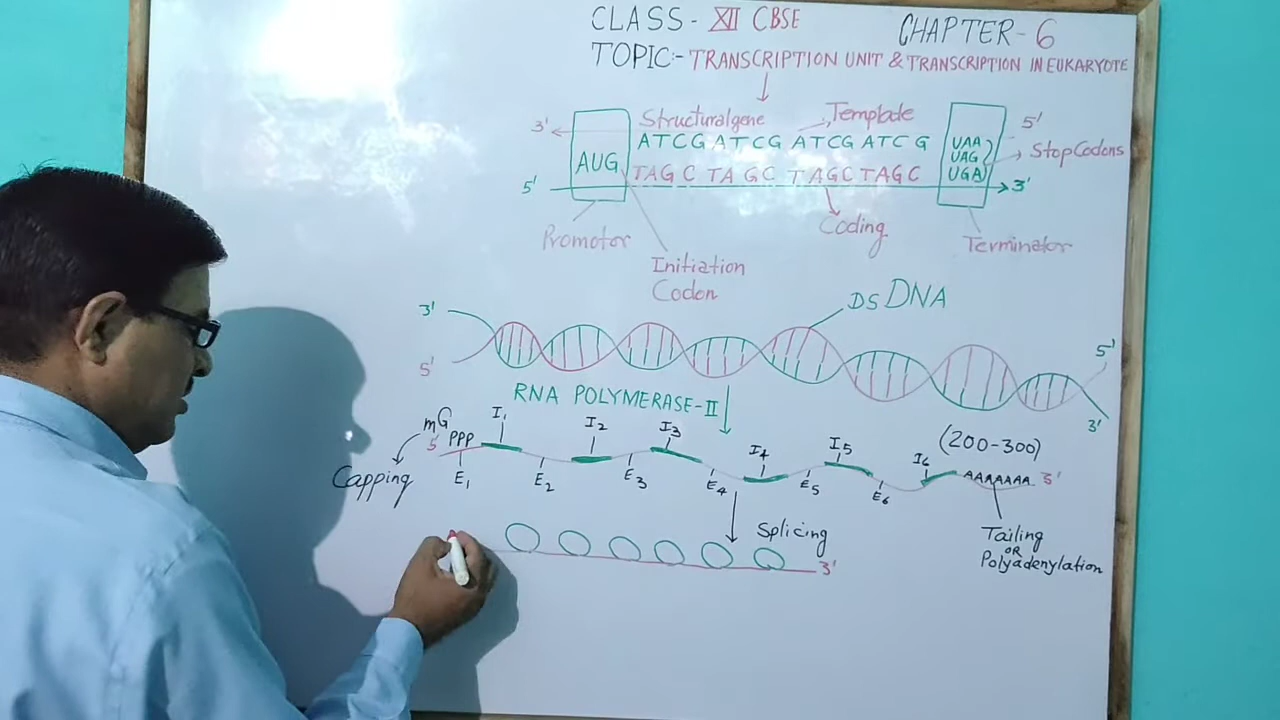 CLASS - XII CBSE CHAPTER - 6
TOPIC:- TRANSCRIPTION UNIT & TRANSCRIPTION IN EUKARYOTE
Structural gene Template
3' 5'
ATCG ATCG ATCG ATCG
AUG
UAA
UAG
UGA
Stop Codons
TAGC TAGC TAGC TAGC
5' 3'
Promotor
Coding
Terminator
Initiation
Codon
DS DNA
3'
5'
5'
3'
RNA POLYMERASE-II
mG
5' PPP
I1 I2 I3 I4 I5 I6
(200-300)
AAAAAAA 3'
Capping
E1 E2 E3 E4 E5 E6
Splicing
Tailing
OR
Polyadenylation
3'